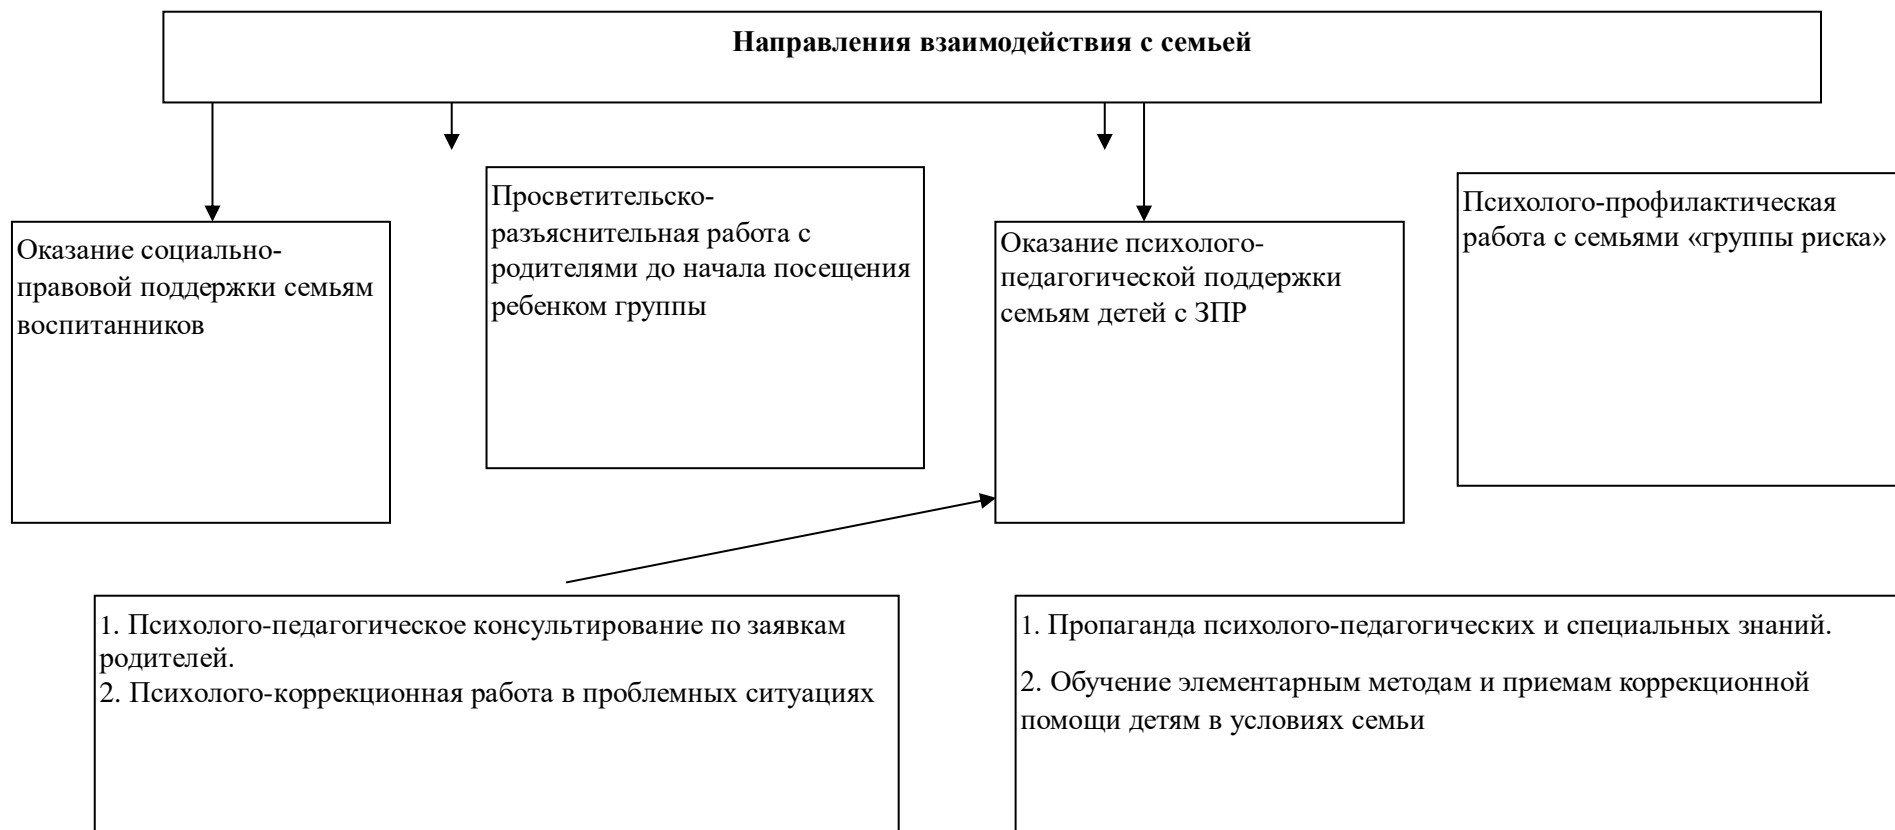 Направления взаимодействия с семьей
Оказание социально-
правовой поддержки семьям
воспитанников
Просветительско-
разъяснительная работа с
родителями до начала посещения
ребенком группы
Оказание психолого-
педагогической поддержки
семьям детей с ЗПР
Психолого-профилактическая
работа с семьями «группы риска»
1. Психолого-педагогическое консультирование по заявкам
родителей.
2. Психолого-коррекционная работа в проблемных ситуациях
1. Пропаганда психолого-педагогических и специальных знаний.
2. Обучение элементарным методам и приемам коррекционной
помощи детям в условиях семьи